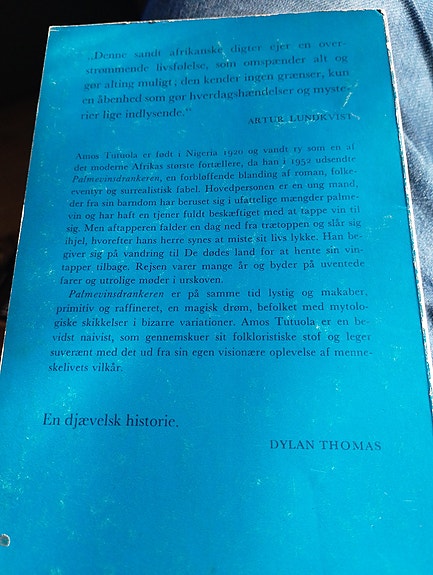 „Denne sandt afrikanske digter ejer en over-
strømmende livsfølelse, som omspænder alt og
gør alting muligt; den kender ingen grænser, kun
en åbenhed som gør hverdagshændelser og myste-
rier lige indlysende.“
ARTUR LUNDKVIST
Amos Tutuola er født i Nigeria 1920 og vandt ry som en af
det moderne Afrikas største fortællere, da han i 1952 udsendte
Palmevinsdrankeren, en forbløffende blanding af roman, folke-
eventyr og surrealistisk fabel. Hovedpersonen er en ung mand,
der fra sin barndom har beruset sig i ufattelige mængder palme-
vin og har haft en tjener fuldt beskæftiget med at tappe vin til
sig. Men aftapperen falder en dag ned fra trætoppen og slår sig
ihjel, hvorefter hans herre synes at miste sit livs lykke. Han be-
giver sig på vandring til De dødes land for at hente sin vin-
tapper tilbage. Rejsen varer mange år og byder på uventede
farer og utrolige møder i urskoven.
Palmevinsdrankeren er på samme tid lystig og makaber,
primitiv og raffineret, en magisk drøm, befolket med mytolo-
giske skikkelser i bizarre variationer. Amos Tutuola er en be-
vidst naivist, som gennemskuer sit folkloristiske stof og leger
suverænt med det ud fra sin egen visionære oplevelse af menne-
skelivets vilkår.
En djævelsk historie.
DYLAN THOMAS